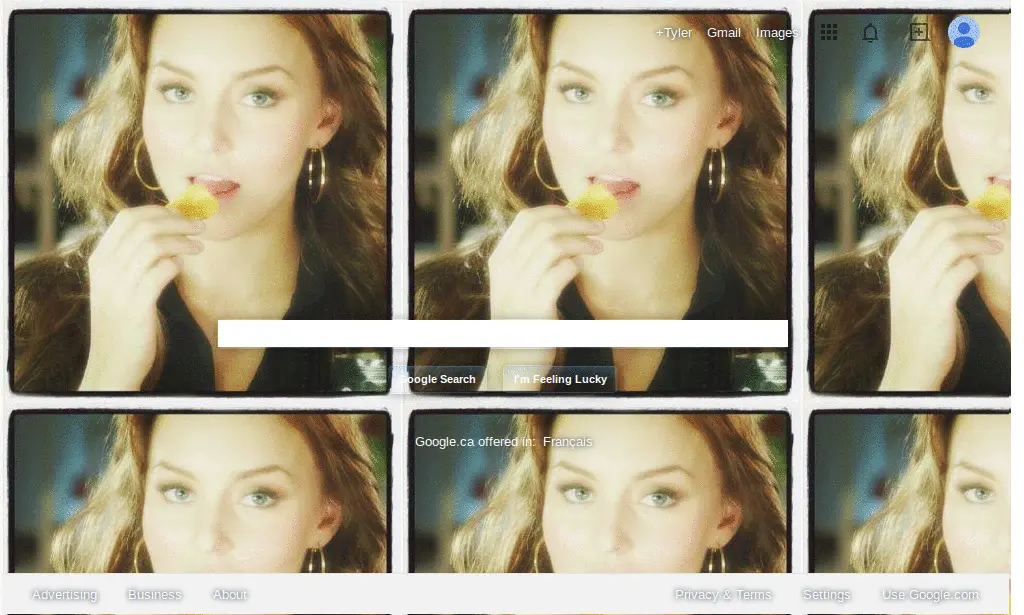 +Tyler Gmail Images
Google Search I'm Feeling Lucky
Google.ca offered in: Français
Advertising Business About Privacy & Terms Settings Use Google.com